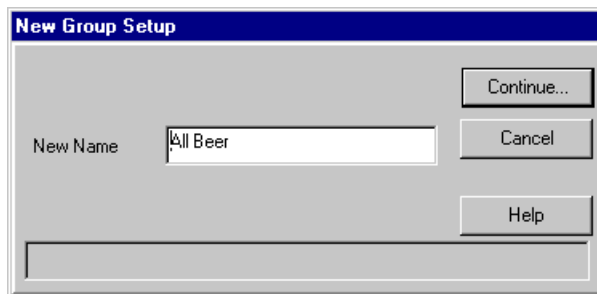 New Group Setup
Continue...
New Name
All Beer
Cancel
Help